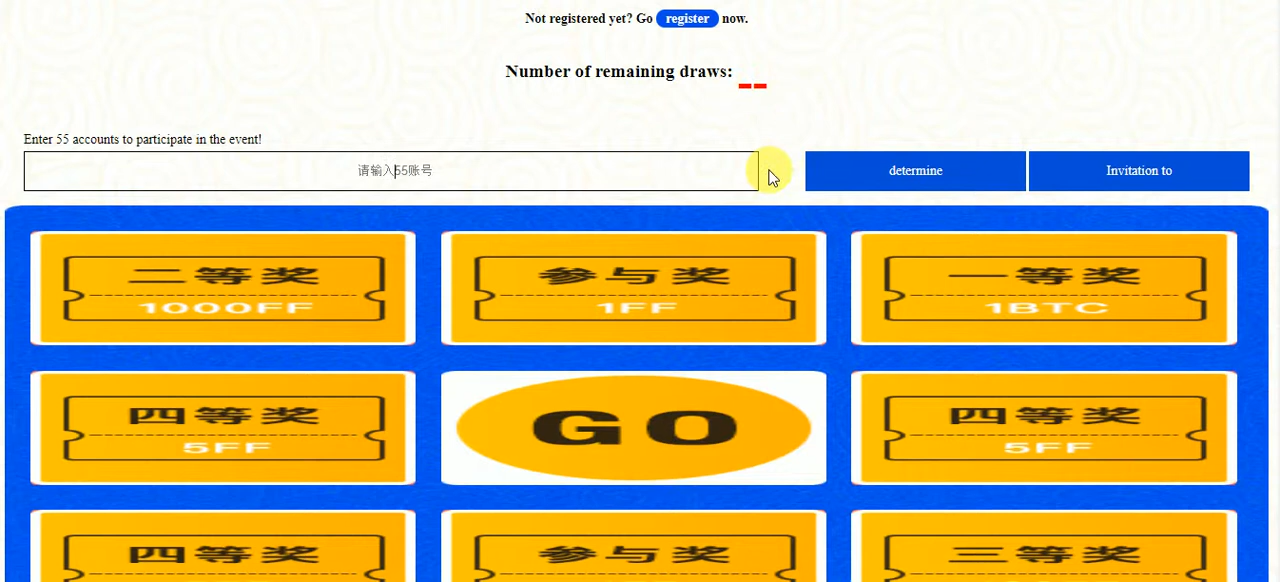 Not registered yet? Go register now.
Number of remaining draws: --
Enter 55 accounts to participate in the event!
请输入55账号
determine
Invitation to
二等奖
1000FF
参与奖
1FF
一等奖
1BTC
四等奖
5FF
GO
四等奖
5FF
四等奖
参与奖
三等奖